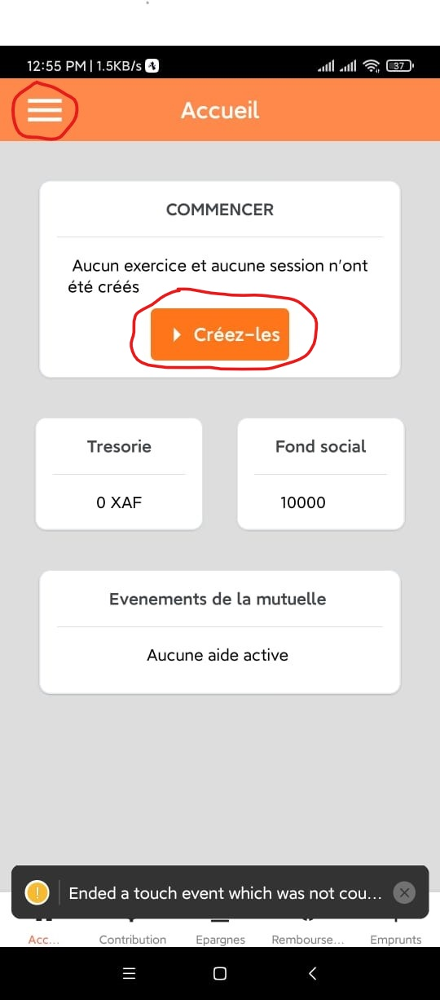 12:55 PM | 1.5KB/s
37
Accueil
COMMENCER
Aucun exercice et aucune session n'ont
été créés
Créez-les
Tresorie
Fond social
0 XAF
10000
Evenements de la mutuelle
Aucune aide active
Ended a touch event which was not cou...
Acc...
Contribution
Epargnes
Rembourse...
Emprunts